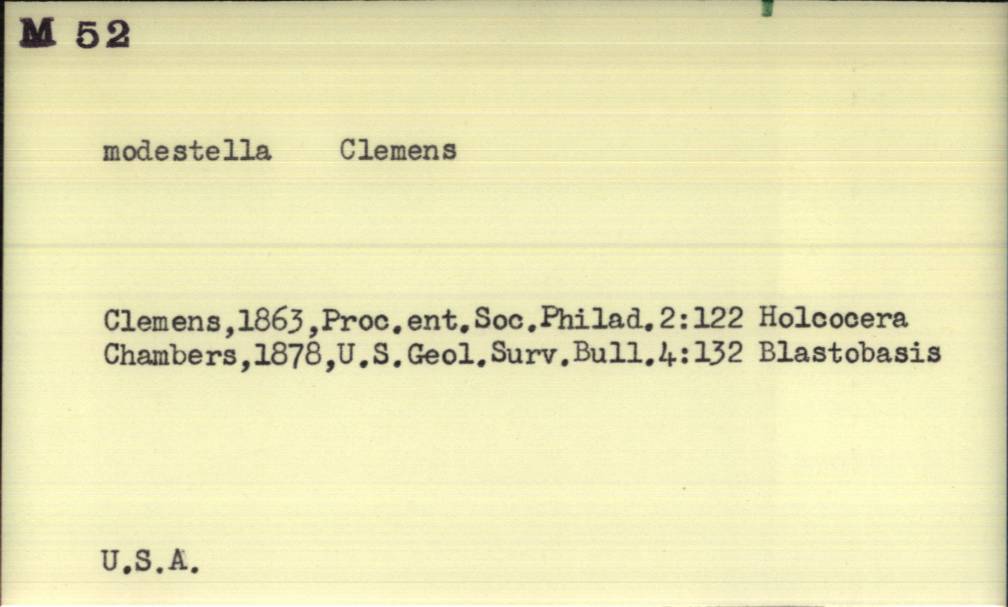 M 52
modestella Clemens
Clemens,1863,Proc.ent.Soc.Philad.2:122 Holcocera
Chambers,1878,U.S.Geol.Surv.Bull.4:132 Blastobasis
U.S.A.